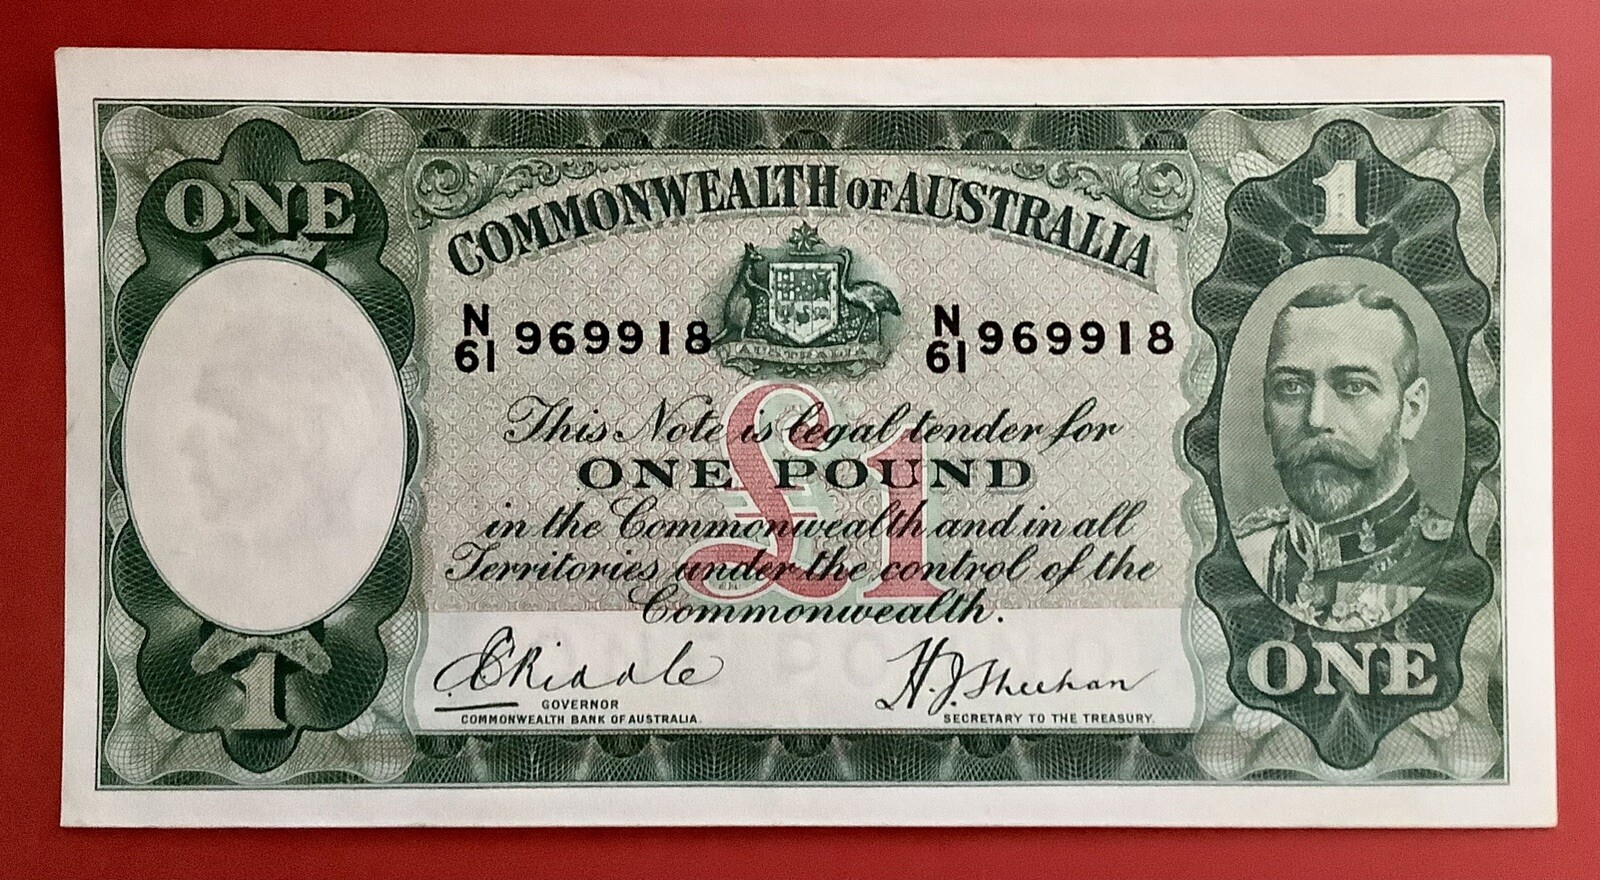 ONE
1
COMMONWEALTH OF AUSTRALIA
AUSTRALIA
N
61 969918
N
61 969918
£1
This Note is legal tender for
ONE POUND
in the Commonwealth and in all
Territories under the control of the
Commonwealth.
E C Riddle
H. J. Sheehan
GOVERNOR
COMMONWEALTH BANK OF AUSTRALIA.
SECRETARY TO THE TREASURY.
1
ONE